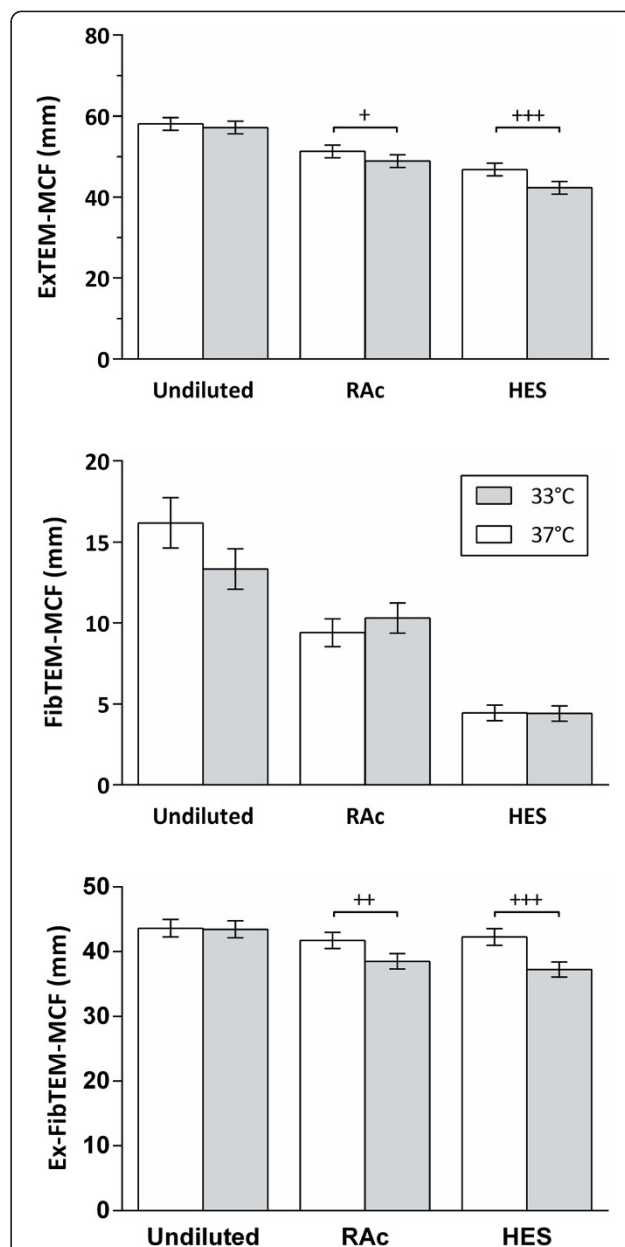 80
60
40
20
0
ExTEM-MCF (mm)
+
+++
Undiluted RAc HES
20
15
10
5
0
FibTEM-MCF (mm)
33°C
37°C
Undiluted RAc HES
50
40
30
20
10
0
Ex-FibTEM-MCF (mm)
++
+++
Undiluted RAc HES